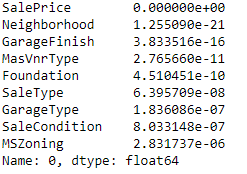 SalePrice 0.000000e+00
Neighborhood 1.255090e-21
GarageFinish 3.833516e-16
MasVnrType 2.765660e-11
Foundation 4.510451e-10
SaleType 6.395709e-08
GarageType 1.836086e-07
SaleCondition 8.033148e-07
MSZoning 2.831737e-06
Name: 0, dtype: float64